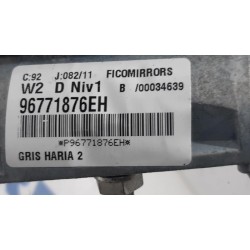 C:92 J:082/11 FICOMIRRORS
W2 D Niv1 B /00034639
96771876EH
*P96771876EH*
GRIS HARIA 2